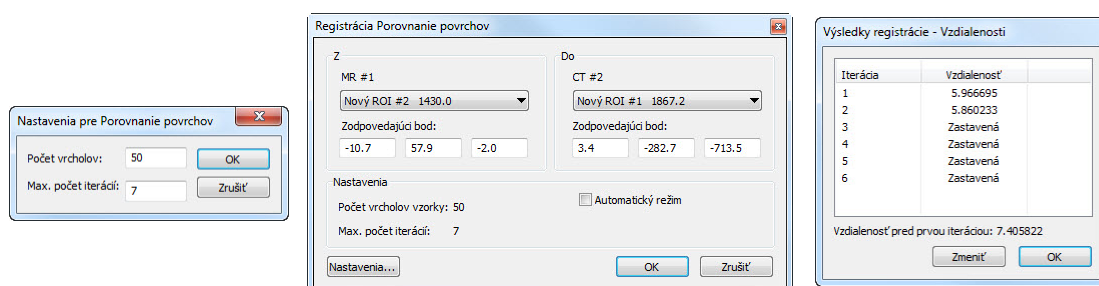 Nastavenia pre Porovnanie povrchov
Počet vrcholov: 50 OK
Max. počet iterácií: 7 Zrušiť
Registrácia Porovnanie povrchov
Z
MR #1
Nový ROI #2 1430.0
Zodpovedajúci bod:
-10.7 57.9 -2.0
Do
CT #2
Nový ROI #1 1867.2
Zodpovedajúci bod:
3.4 -282.7 -713.5
Nastavenia
Počet vrcholov vzorky: 50
Max. počet iterácií: 7
Automatický režim
Nastavenia... OK Zrušiť
Výsledky registrácie - Vzdialenosti
Iterácia Vzdialenosť
1 5.966695
2 5.860233
3 Zastavená
4 Zastavená
5 Zastavená
6 Zastavená
Vzdialenosť pred prvou iteráciou: 7.405822
Zmeniť OK